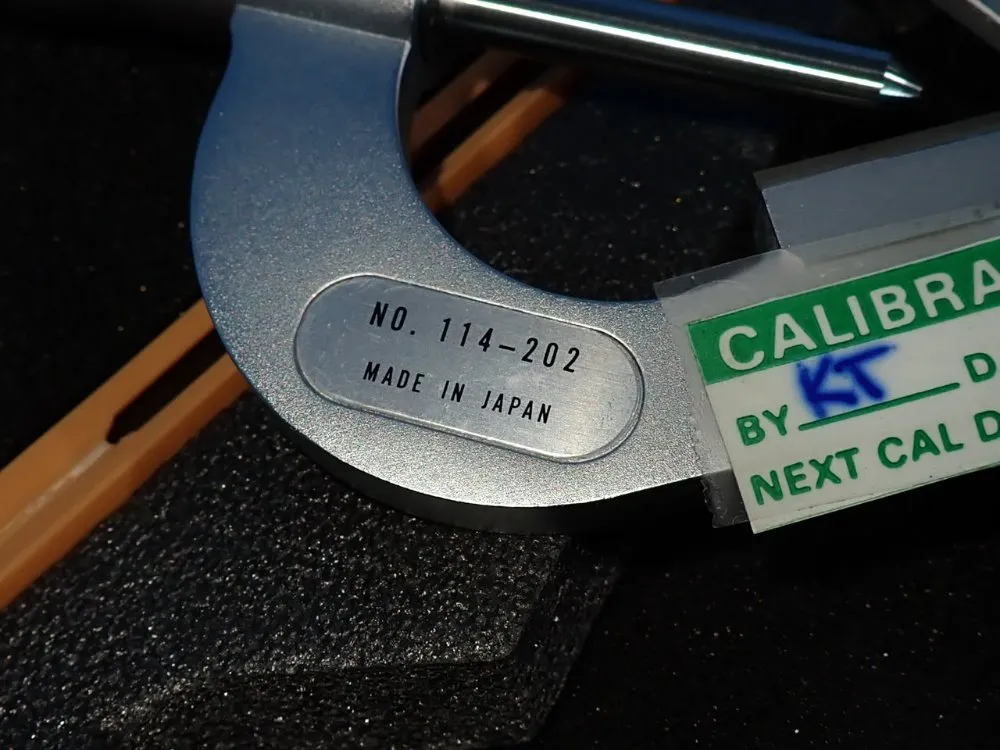 NO. 114-202
MADE IN JAPAN
CALIBRA
BY KT D
NEXT CAL D